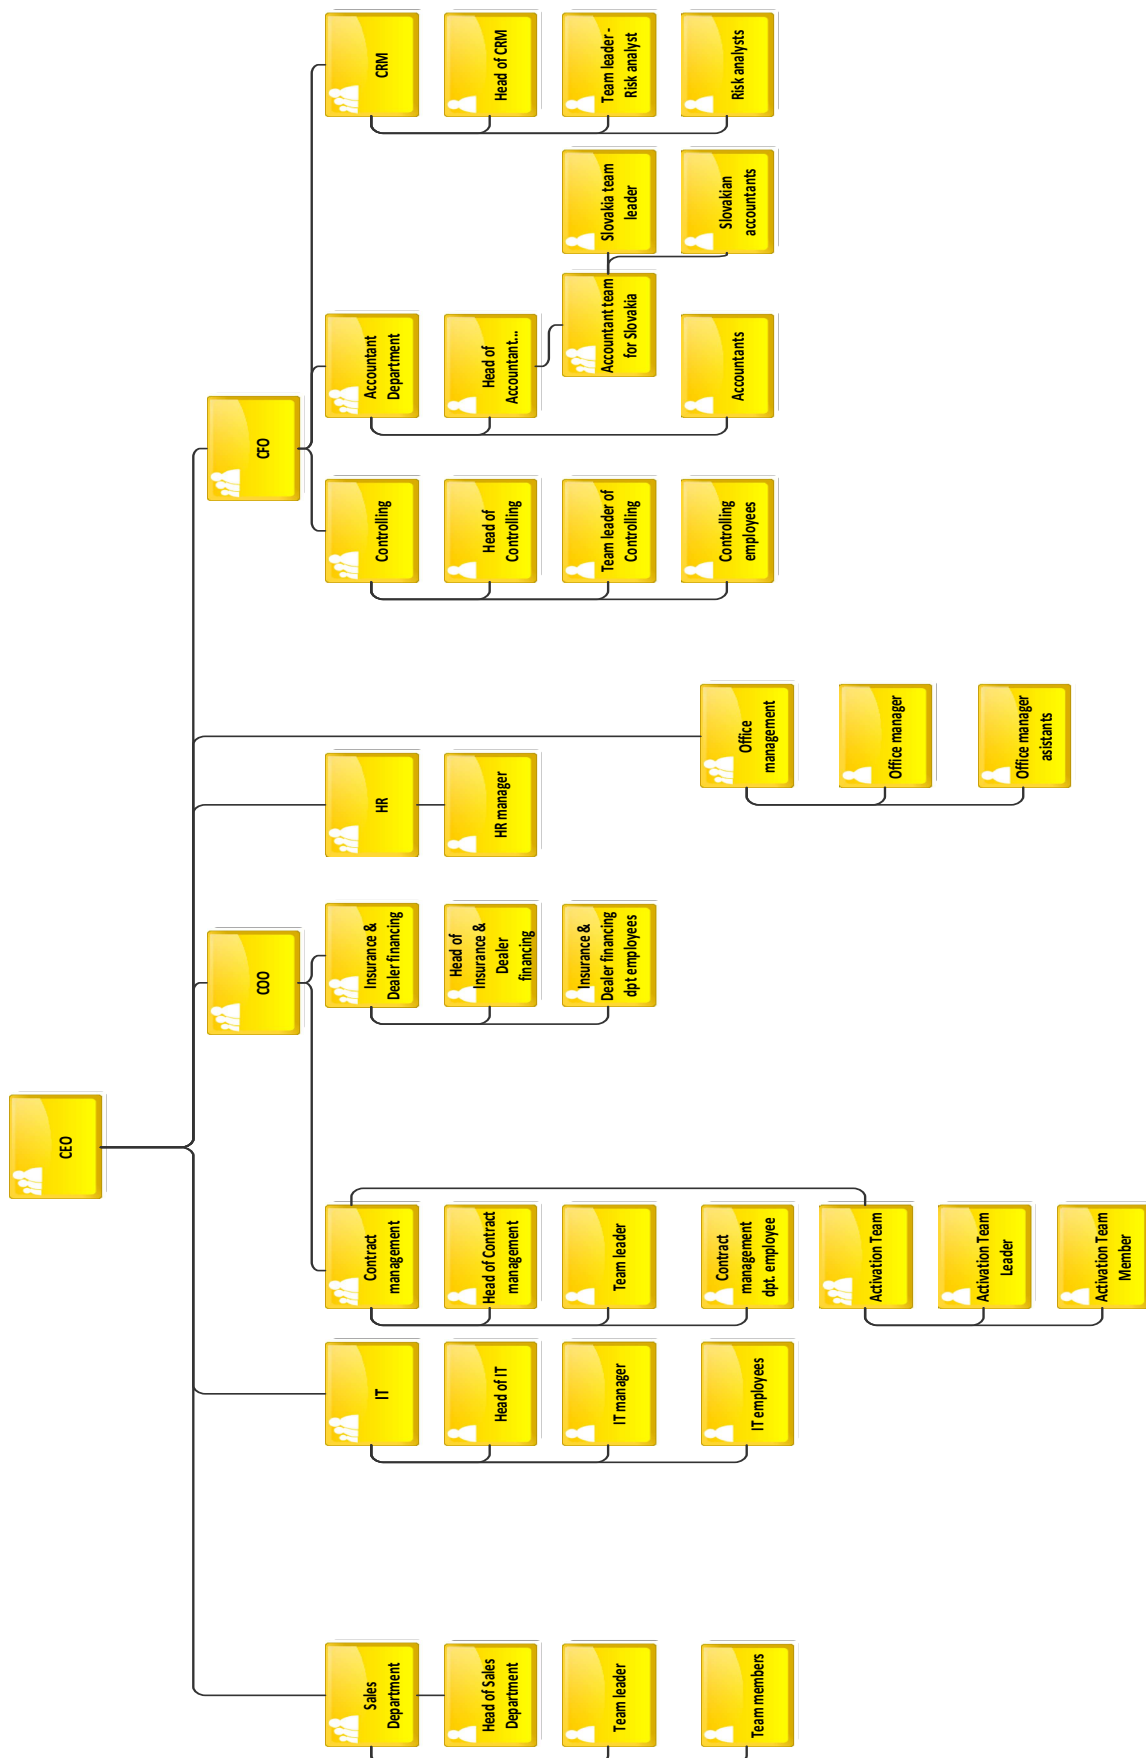 CEO
Sales
Department
Head of Sales
Department
Team leader
Team members
IT
Head of IT
IT manager
IT employees
COO
Contract
management
Head of Contract
management
Team leader
Contract
management
dpt. employee
Activation Team
Activation Team
Leader
Activation Team
Member
Insurance &
Dealer financing
Head of
Insurance &
Dealer
financing
Insurance &
Dealer financing
dpt employees
HR
HR manager
Office
management
Office manager
Office manager
asistants
CFO
Controlling
Head of
Controlling
Team leader of
Controlling
Controlling
employees
Accountant
Department
Head of
Accountant...
Accountant team
for Slovakia
Slovakia team
leader
Slovakian
accountants
Accountants
CRM
Head of CRM
Team leader -
Risk analyst
Risk analysts